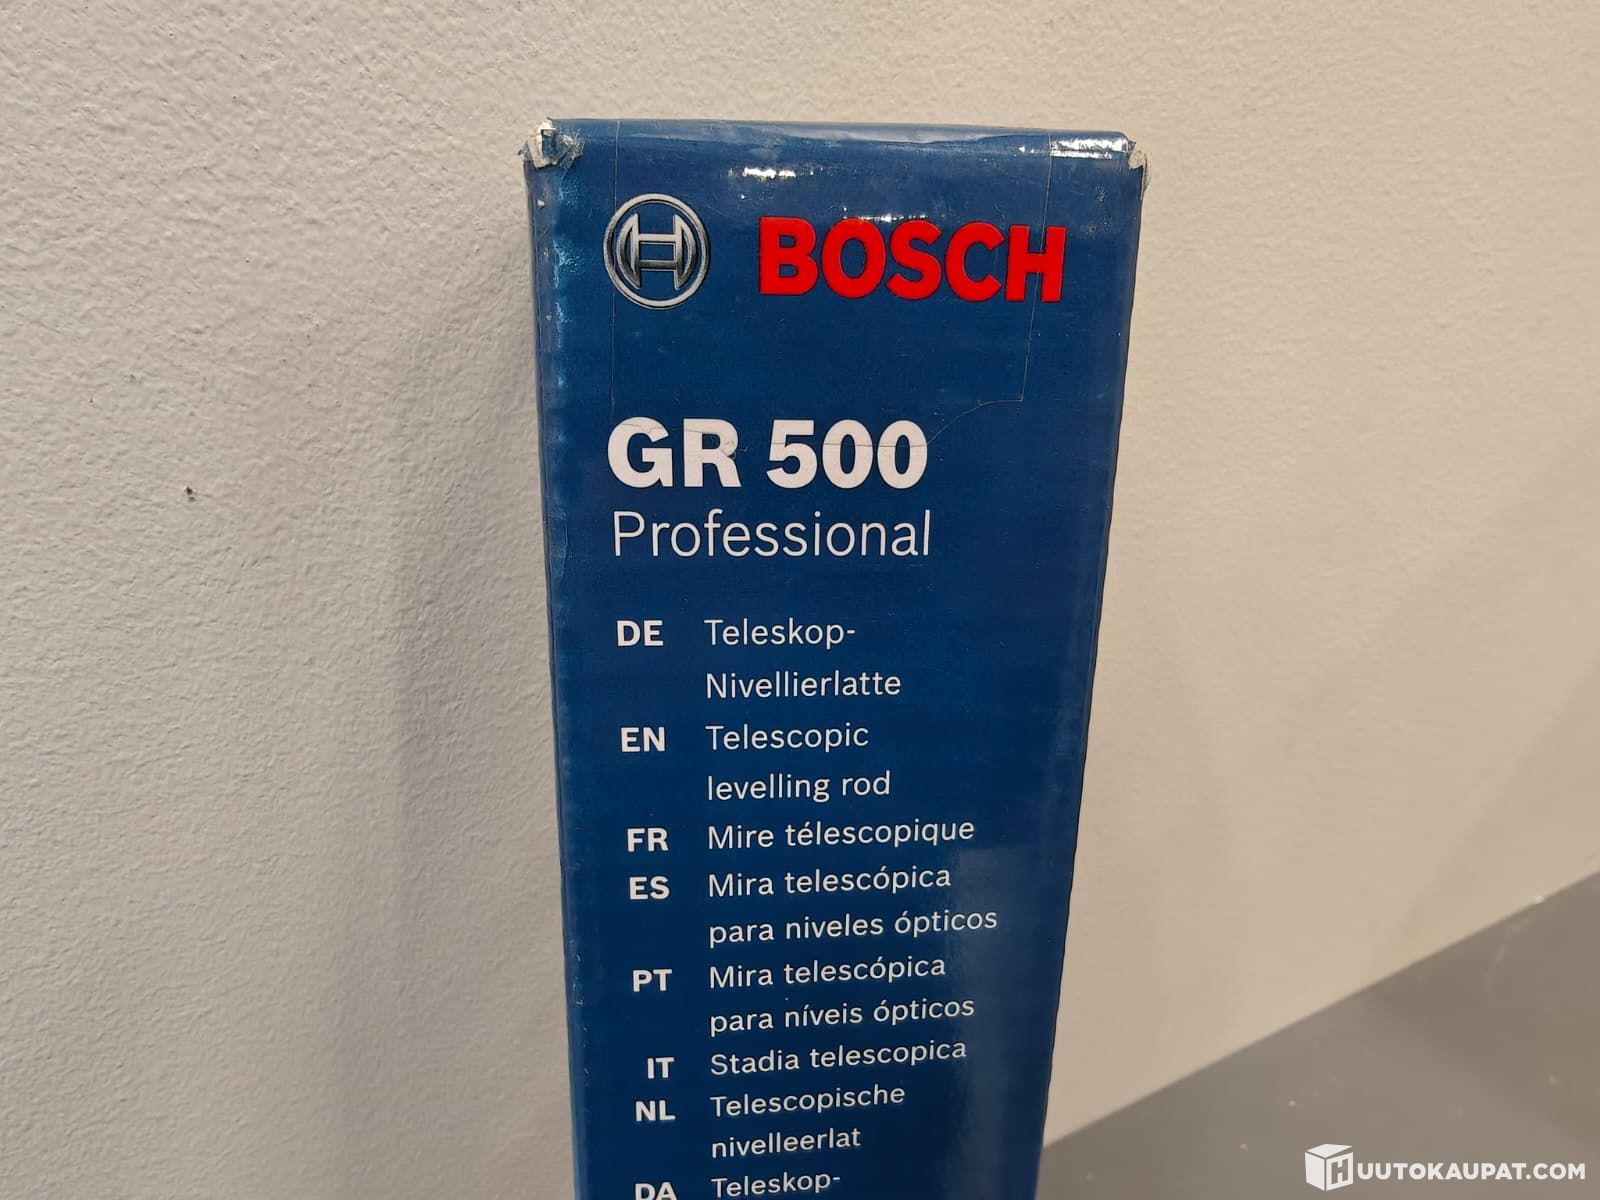 BOSCH
GR 500
Professional
DE Teleskop-
Nivellierlatte
EN Telescopic
levelling rod
FR Mire télescopique
ES Mira telescópica
para niveles ópticos
PT Mira telescópica
para níveis ópticos
IT Stadia telescopica
NL Telescopische
nivelleerlat
DA Teleskop-
HUUTOKAUPAT.COM